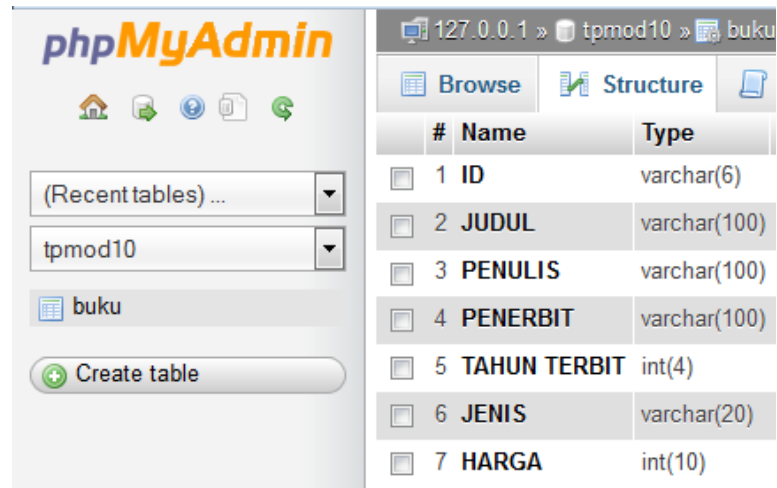 phpMyAdmin
(Recent tables) ...
tpmod10
buku
Create table
127.0.0.1 » tpmod10 » buku
Browse Structure
# Name Type
1 ID varchar(6)
2 JUDUL varchar(100)
3 PENULIS varchar(100)
4 PENERBIT varchar(100)
5 TAHUN TERBIT int(4)
6 JENIS varchar(20)
7 HARGA int(10)